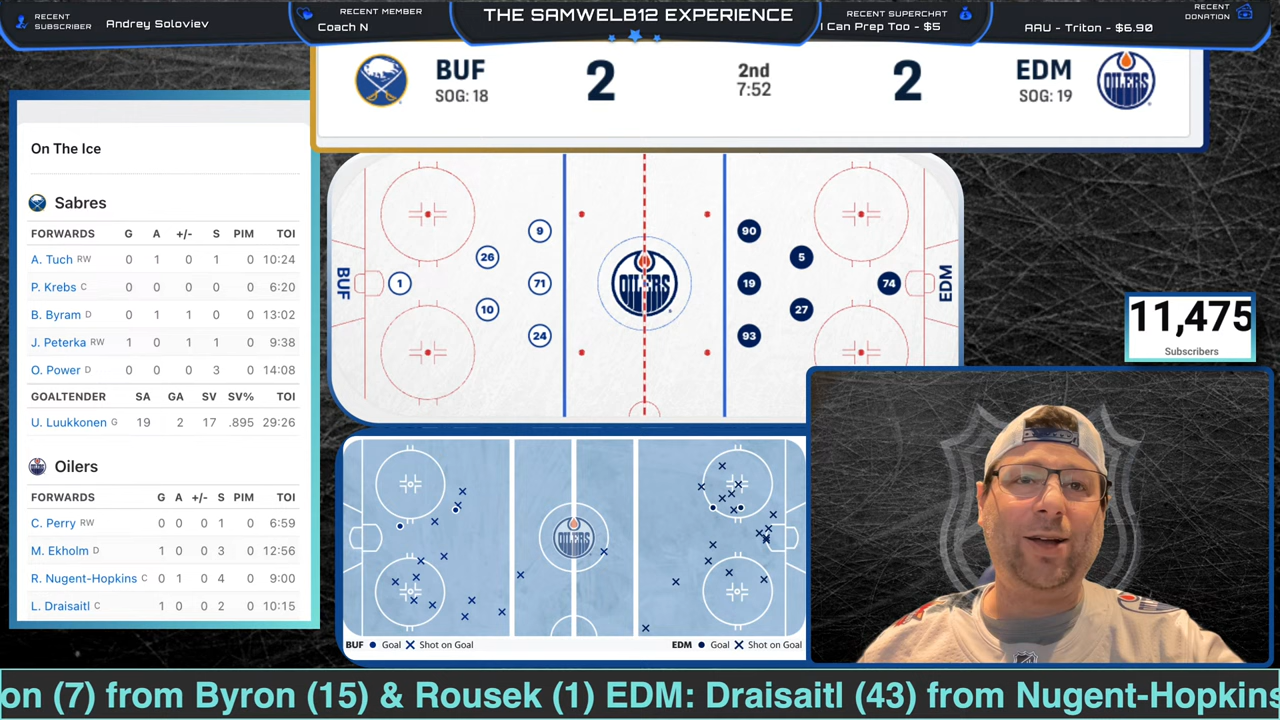 RECENT
SUBSCRIBER
Andrey Soloviev
RECENT MEMBER
Coach N
THE SAMWELB12 EXPERIENCE
RECENT SUPERCHAT
I Can Prep Too - $5
RECENT
DONATION
AAU - Triton - $6.90
BUF
SOG: 18
2
2nd
7:52
2
EDM
SOG: 19
OILERS
On The Ice
Sabres
FORWARDS G A +/- S PIM TOI
A. Tuch RW 0 1 0 1 0 10:24
P. Krebs C 0 0 0 0 0 6:20
B. Byram D 0 1 1 0 0 13:02
J. Peterka RW 1 0 1 1 0 9:38
O. Power D 0 0 0 3 0 14:08
GOALTENDER SA GA SV SV% TOI
U. Luukkonen G 19 2 17 .895 29:26
Oilers
FORWARDS G A +/- S PIM TOI
C. Perry RW 0 0 0 1 0 6:59
M. Ekholm D 1 0 0 3 0 12:56
R. Nugent-Hopkins C 0 1 0 4 0 9:00
L. Draisaitl C 1 0 0 2 0 10:15
BUF
1
26
10
9
71
24
OILERS
90
19
93
5
27
74
EDM
11,475
Subscribers
OILERS
BUF Goal Shot on Goal
EDM Goal Shot on Goal
on (7) from Byron (15) & Rousek (1) EDM: Draisaitl (43) from Nugent-Hopkins